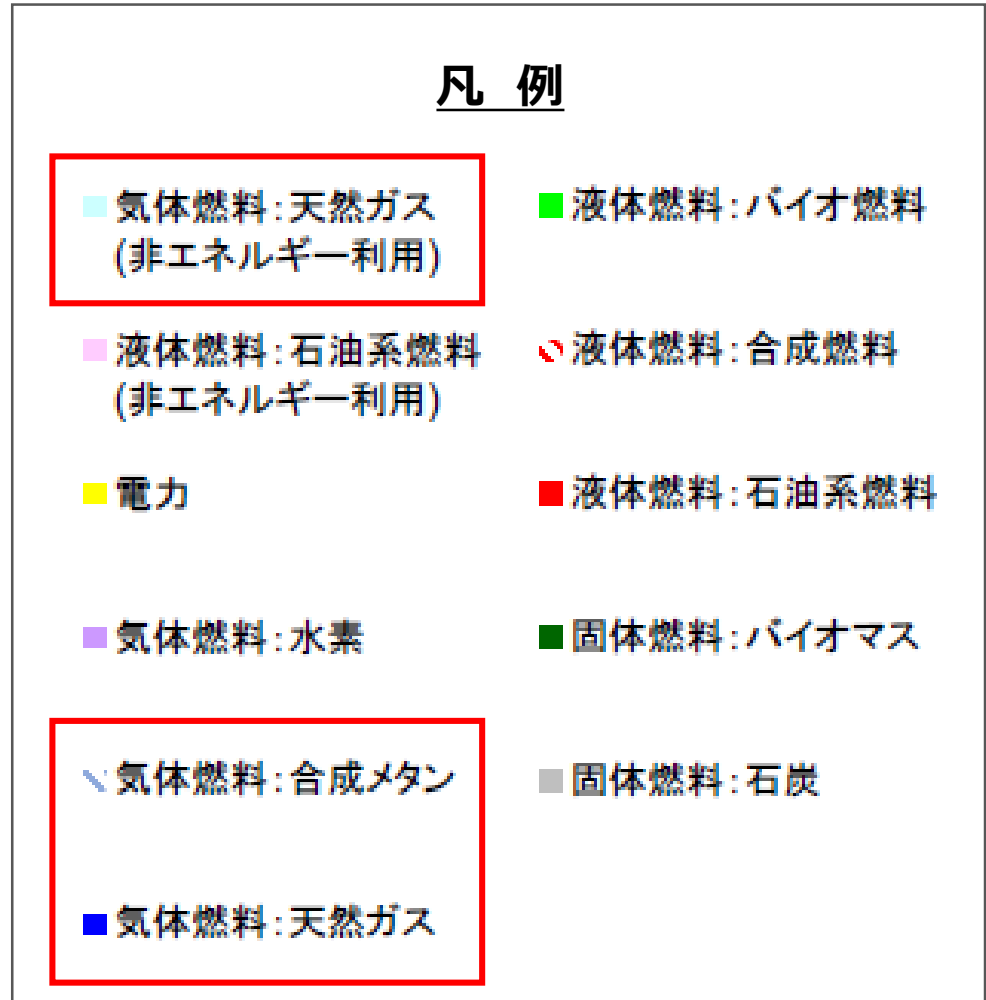 凡 例
気体燃料:天然ガス
(非エネルギー利用)
液体燃料:石油系燃料
(非エネルギー利用)
電力
気体燃料:水素
気体燃料:合成メタン
気体燃料:天然ガス
液体燃料:バイオ燃料
液体燃料:合成燃料
液体燃料:石油系燃料
固体燃料:バイオマス
固体燃料:石炭